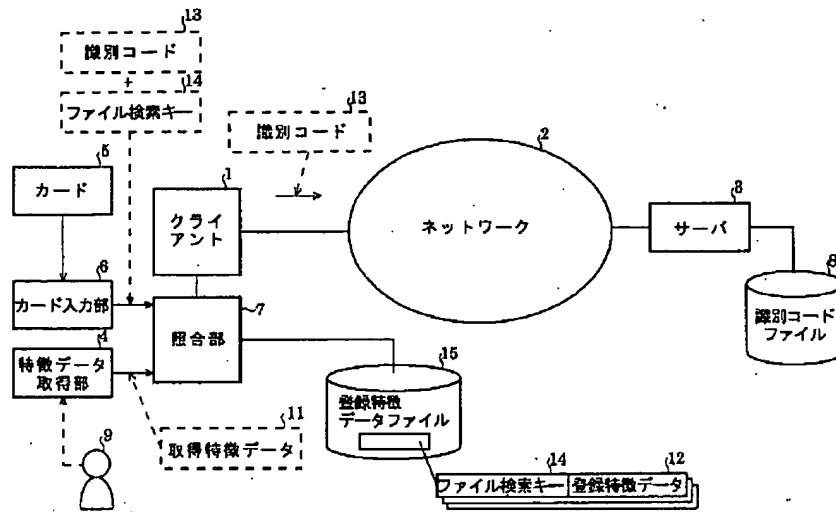 13
識別コード
+
14
ファイル検索キー
5
カード
6
カード入力部
4
特徴データ
取得部
9
13
識別コード
1
クライ
アント
7
照合部
11
取得特徴データ
2
ネットワーク
3
サーバ
8
識別コード
ファイル
15
登録特徴
データファイル
14
12
ファイル検索キー
登録特徴データ